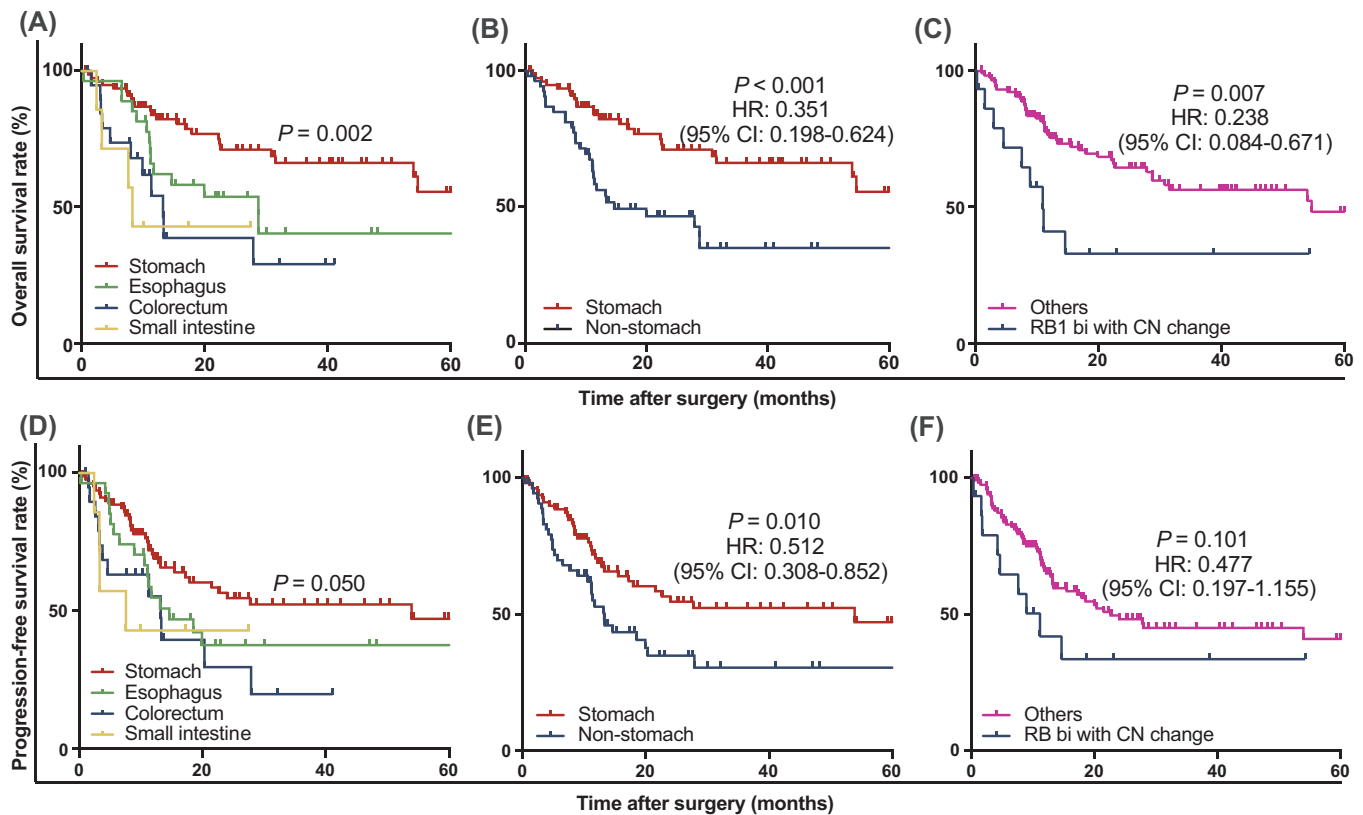 (A)
Overall survival rate (%)
100
50
0
P = 0.002
Stomach
Esophagus
Colorectum
Small intestine
0 20 40 60
(B)
100
50
0
P < 0.001
HR: 0.351
(95% CI: 0.198-0.624)
Stomach
Non-stomach
0 20 40 60
(C)
100
50
0
P = 0.007
HR: 0.238
(95% CI: 0.084-0.671)
Others
RB1 bi with CN change
0 20 40 60
Time after surgery (months)
(D)
Progression-free survival rate (%)
100
50
0
P = 0.050
Stomach
Esophagus
Colorectum
Small intestine
0 20 40 60
(E)
100
50
0
P = 0.010
HR: 0.512
(95% CI: 0.308-0.852)
Stomach
Non-stomach
0 20 40 60
(F)
100
50
0
P = 0.101
HR: 0.477
(95% CI: 0.197-1.155)
Others
RB bi with CN change
0 20 40 60
Time after surgery (months)